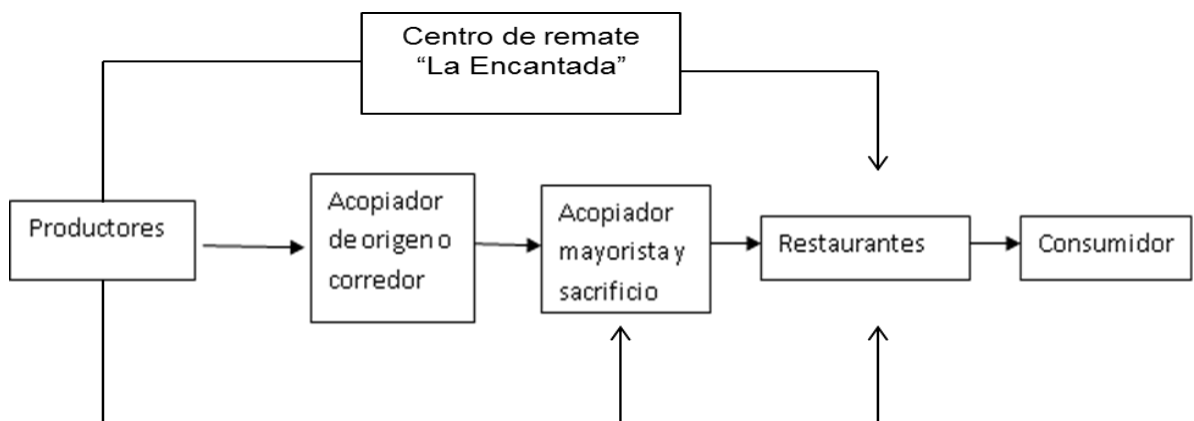 Centro de remate
“La Encantada”
Productores
Acopiador
de origen o
corredor
Acopiador
mayorista y
sacrificio
Restaurantes
Consumidor